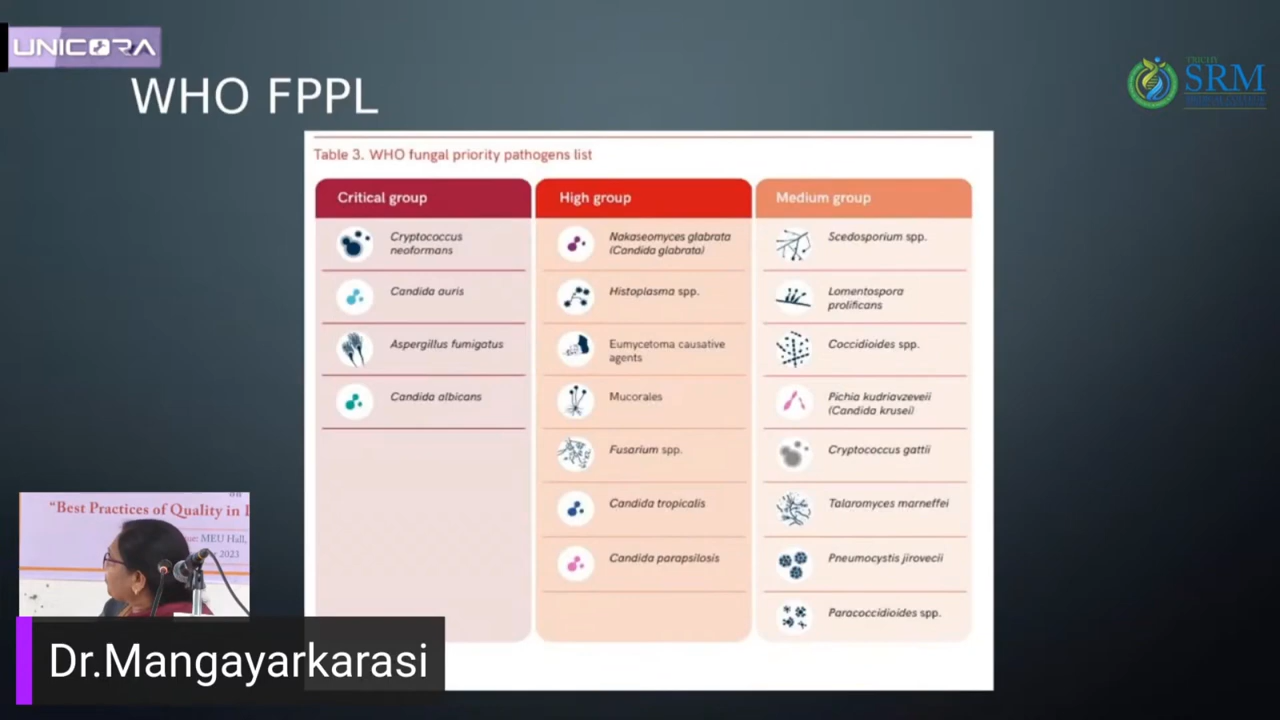 UNICORA
TRICHY
SRM
WHO FPPL
Table 3. WHO fungal priority pathogens list
Critical group
Cryptococcus
neoformans
Candida auris
Aspergillus fumigatus
Candida albicans
High group
Nakaseomyces glabrata
(Candida glabrata)
Histoplasma spp.
Eumycetoma causative
agents
Mucorales
Fusarium spp.
Candida tropicalis
Candida parapsilosis
Medium group
Scedosporium spp.
Lomentospora
prolificans
Coccidioides spp.
Pichia kudriavzeveii
(Candida krusei)
Cryptococcus gattii
Talaromyces marneffei
Pneumocystis jirovecii
Paracoccidioides spp.
"Best Practices of Quality in
MEU Hall,
2023
Dr.Mangayarkarasi